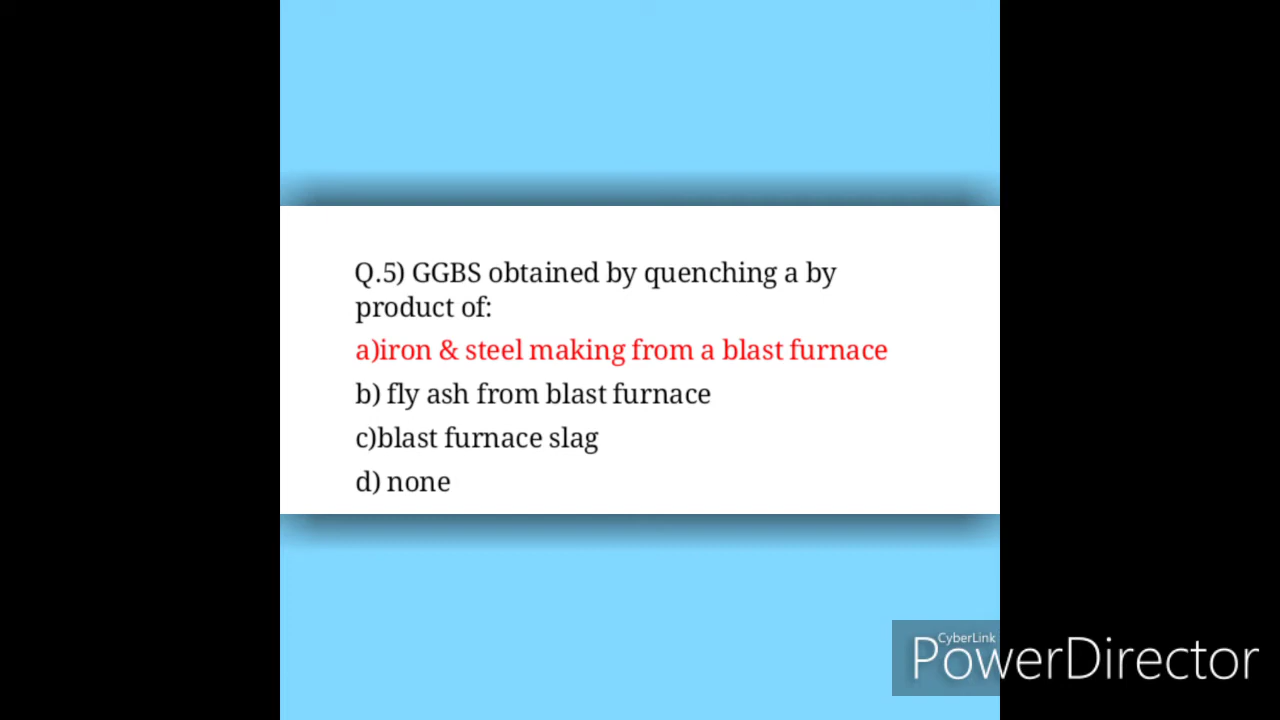 Q.5) GGBS obtained by quenching a by
product of:
a)iron & steel making from a blast furnace
b) fly ash from blast furnace
c)blast furnace slag
d) none
CyberLink
PowerDirector